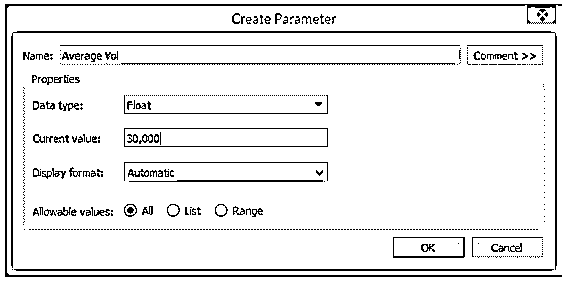 Create Parameter
Name: Average Vol Comment >>
Properties
Data type: Float
Current value: 30,000
Display format: Automatic
Allowable values: All List Range
OK Cancel